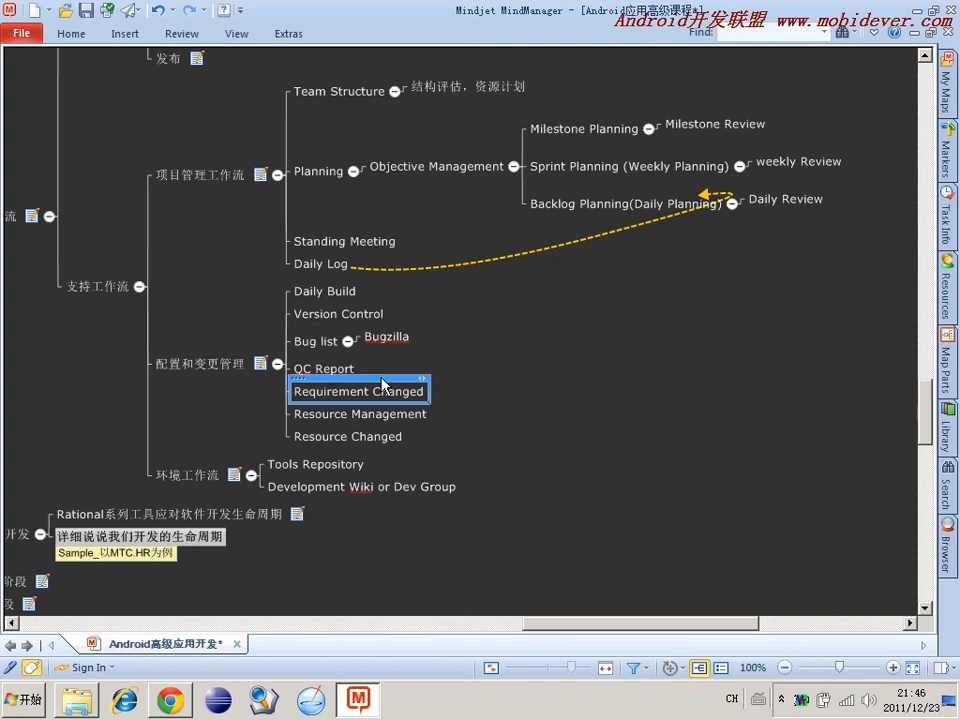 Mindjet MindManager - [Android应用高级课程*]
Android开发联盟 www.mobidever.com
File Home Insert Review View Extras
Find:
发布
Team Structure
结构评估，资源计划
Milestone Planning
Milestone Review
项目管理工作流
Planning
Objective Management
Sprint Planning (Weekly Planning)
weekly Review
流
Backlog Planning(Daily Planning)
Daily Review
Standing Meeting
Daily Log
支持工作流
Daily Build
Version Control
Bug list
Bugzilla
配置和变更管理
QC Report
Requirement Changed
Resource Management
Resource Changed
环境工作流
Tools Repository
Development Wiki or Dev Group
开发
Rational系列工具应对软件开发生命周期
详细说说我们开发的生命周期
Sample_以MTC.HR为例
阶段
段
My Maps
Markers
Task Info
Resources
Map Parts
Library
Search
Browser
Android高级应用开发*
Sign In
100%
开始
CH
21:46
2011/12/23